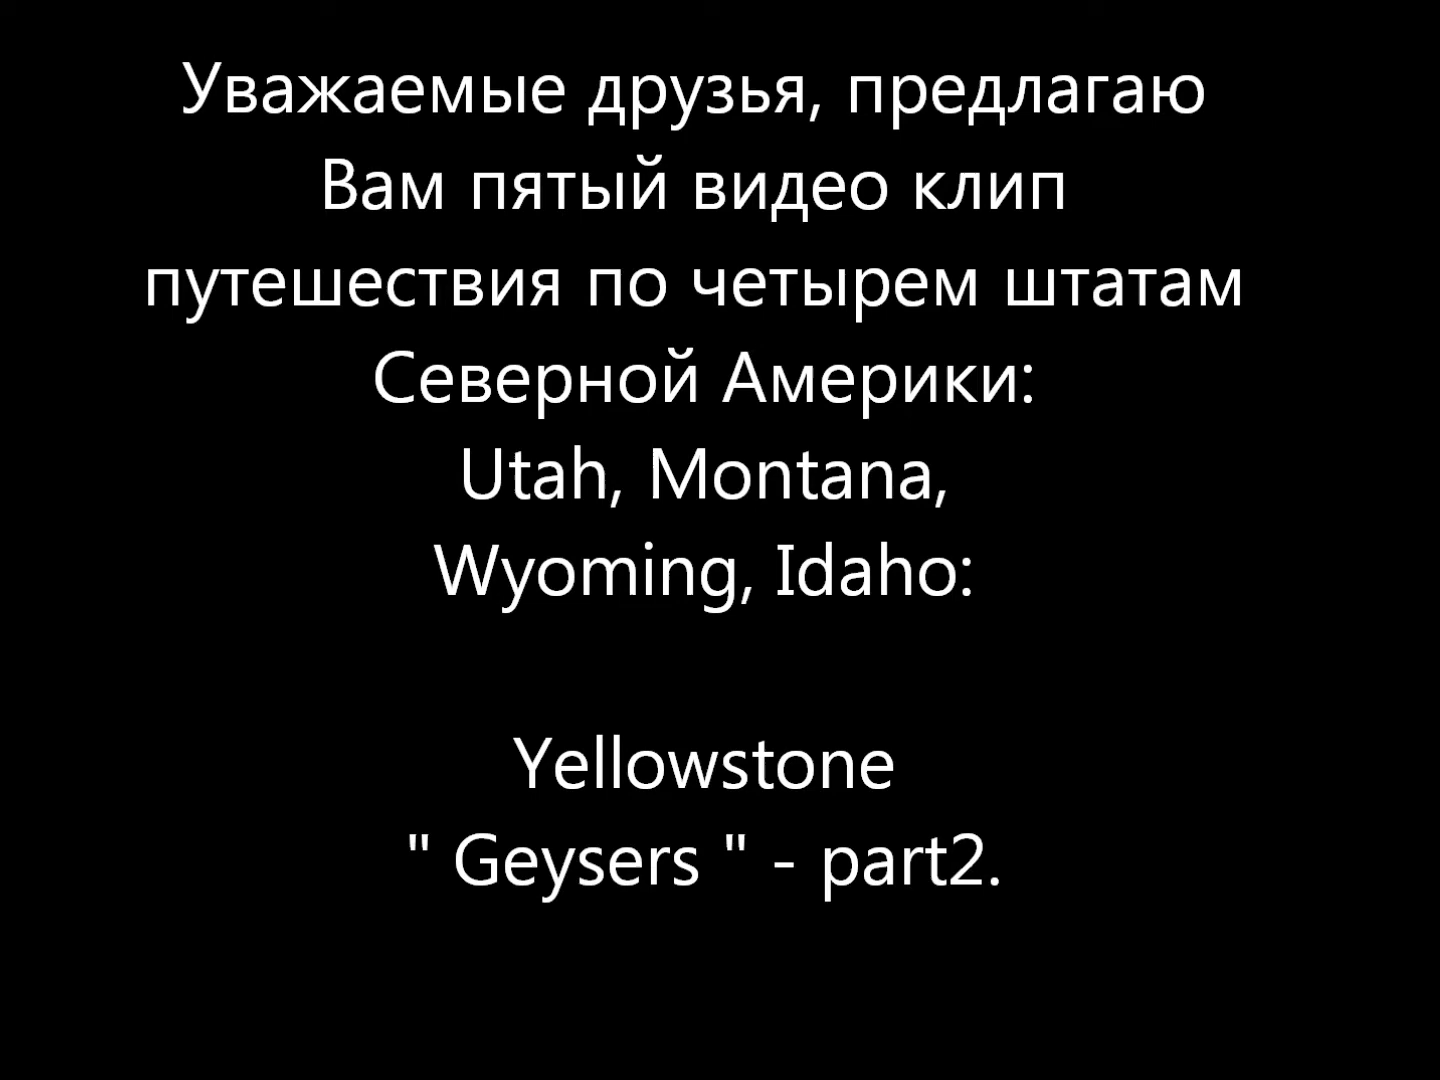 Уважаемые друзья, предлагаю
Вам пятый видео клип
путешествия по четырем штатам
Северной Америки:
Utah, Montana,
Wyoming, Idaho:
Yellowstone
" Geysers " - part2.